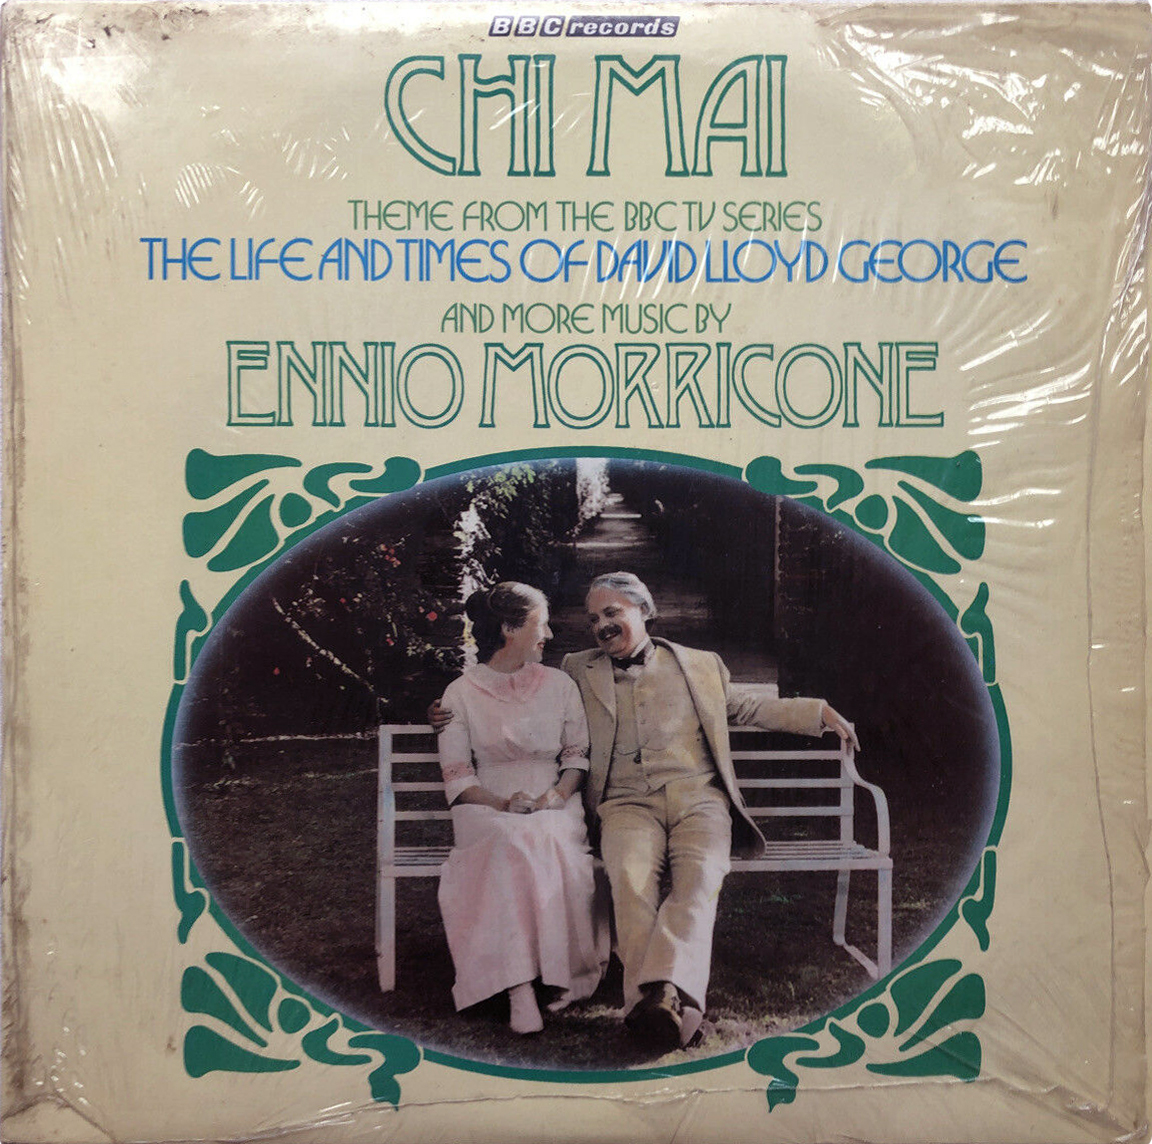 BBC records
CHI MAI
THEME FROM THE BBC TV SERIES
THE LIFE AND TIMES OF DAVID LLOYD GEORGE
AND MORE MUSIC BY
ENNIO MORRICONE